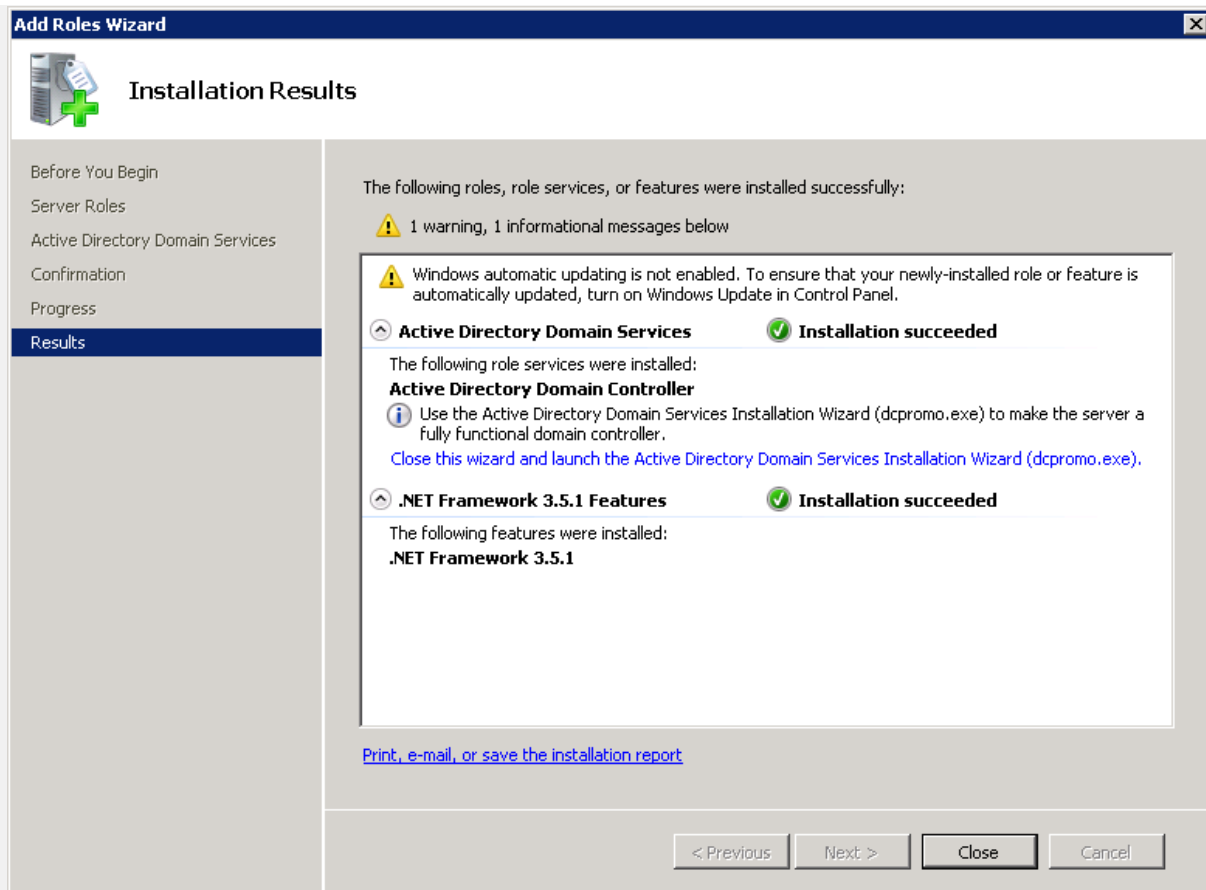 Add Roles Wizard
Installation Results
Before You Begin
Server Roles
Active Directory Domain Services
Confirmation
Progress
Results
The following roles, role services, or features were installed successfully:
1 warning, 1 informational messages below
Windows automatic updating is not enabled. To ensure that your newly-installed role or feature is
automatically updated, turn on Windows Update in Control Panel.
Active Directory Domain Services Installation succeeded
The following role services were installed:
Active Directory Domain Controller
Use the Active Directory Domain Services Installation Wizard (dcpromo.exe) to make the server a
fully functional domain controller.
Close this wizard and launch the Active Directory Domain Services Installation Wizard (dcpromo.exe).
.NET Framework 3.5.1 Features Installation succeeded
The following features were installed:
.NET Framework 3.5.1
Print, e-mail, or save the installation report
< Previous Next > Close Cancel